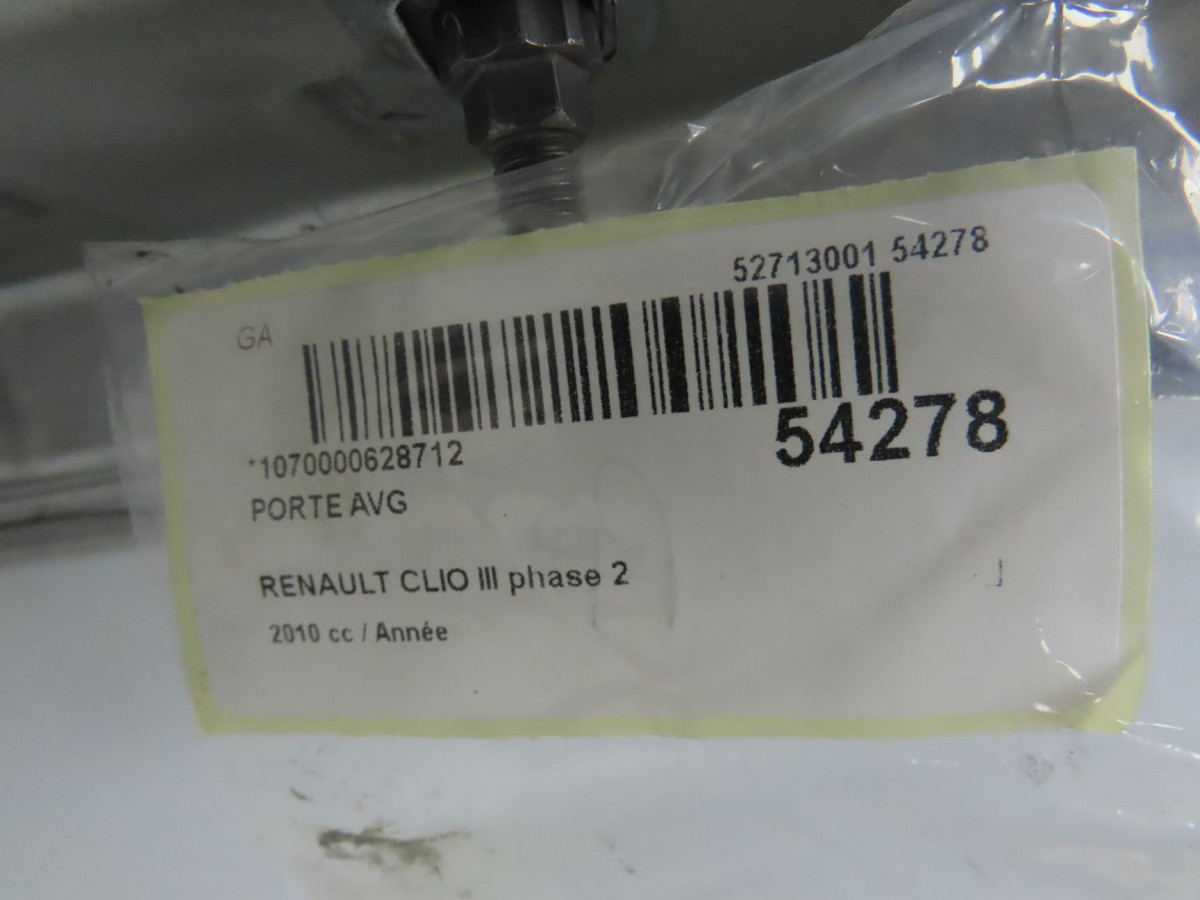 52713001 54278
GA
*1070000628712
54278
PORTE AVG
RENAULT CLIO III phase 2
2010 cc / Année